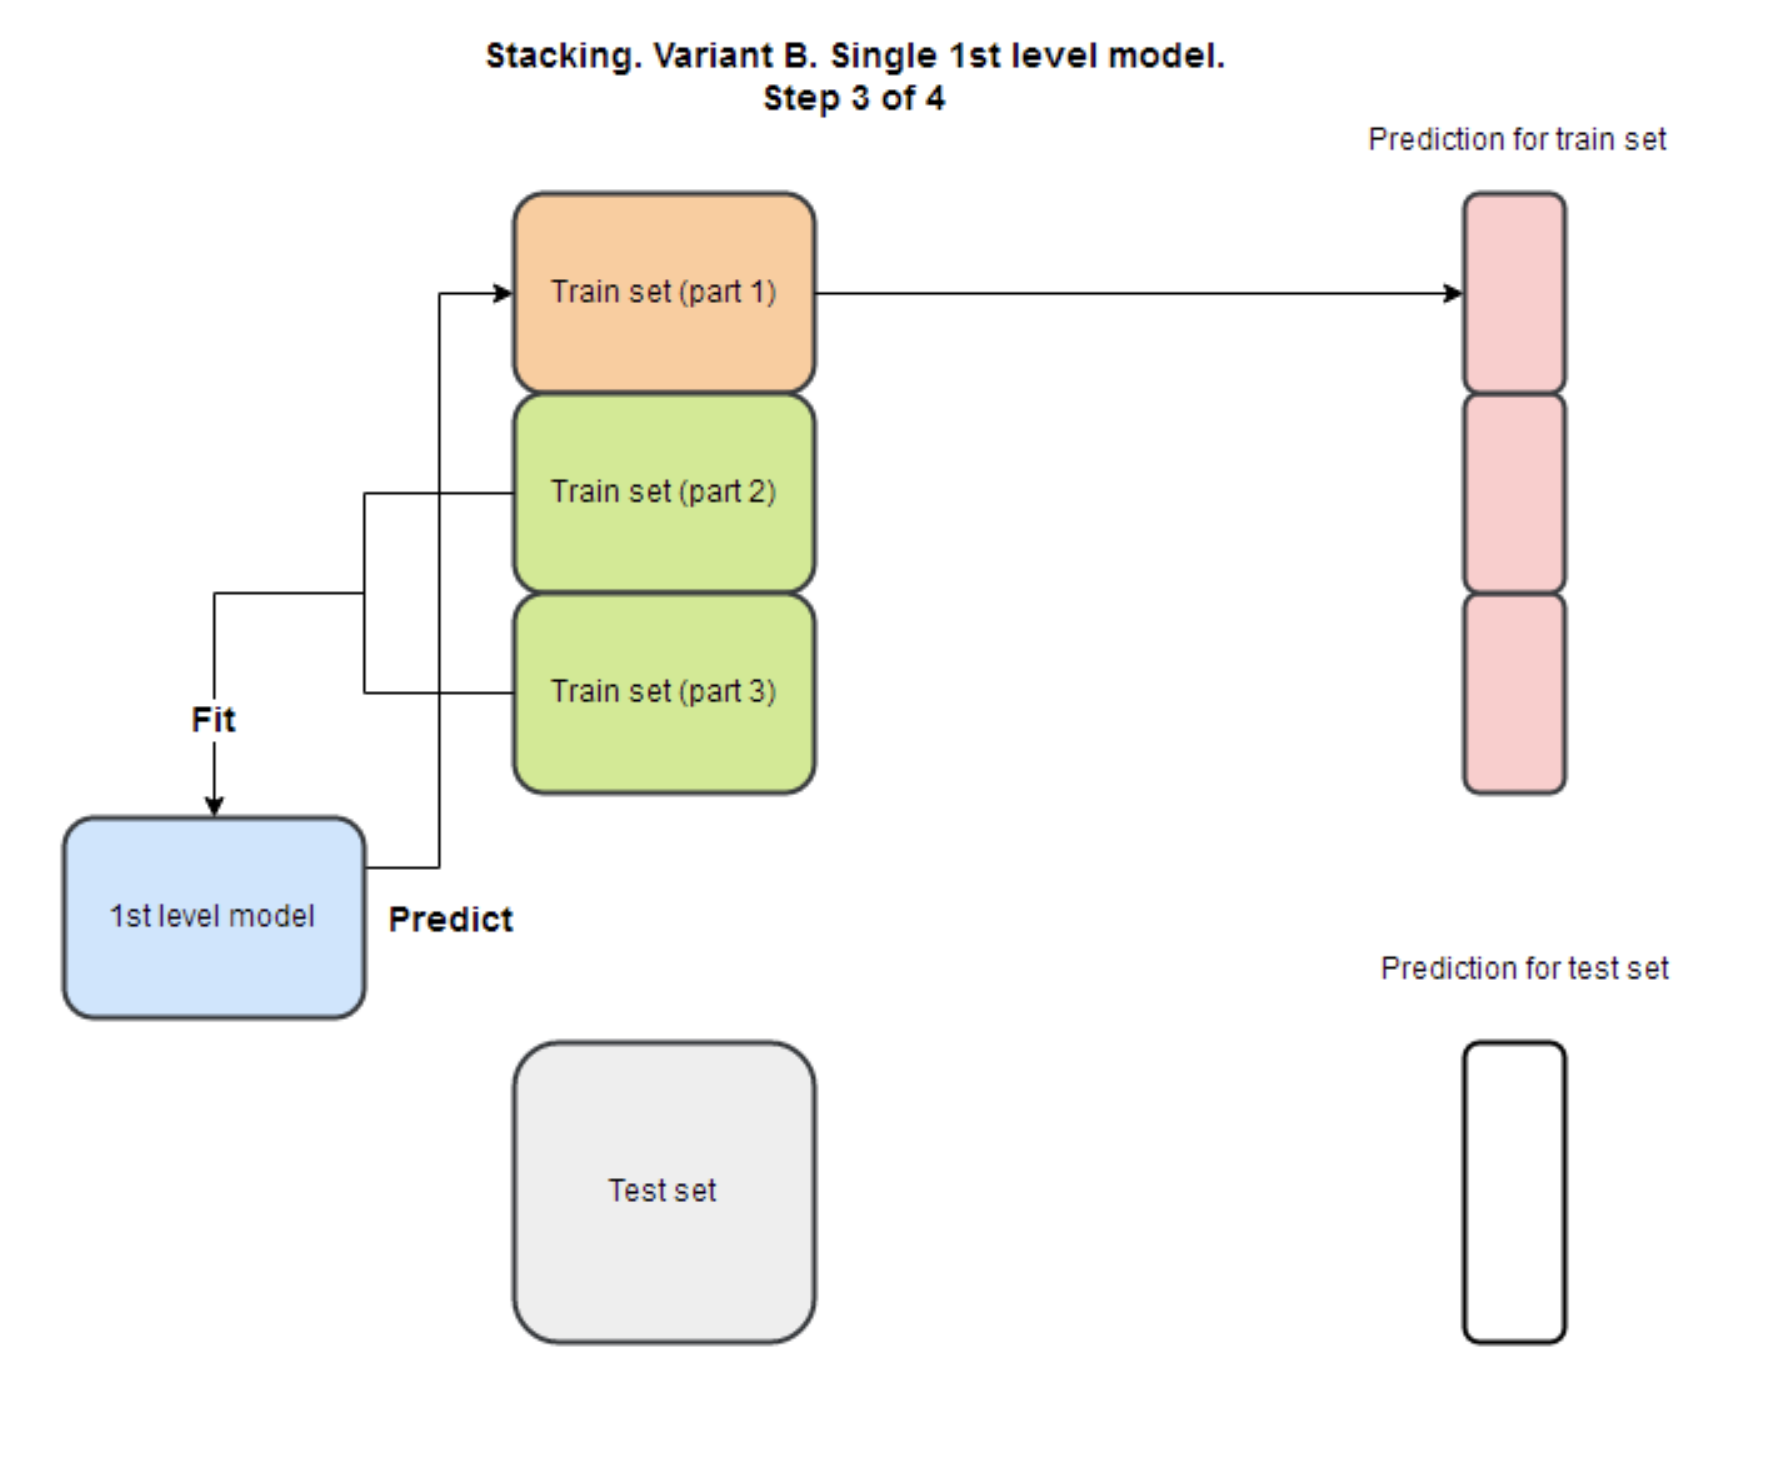 Stacking. Variant B. Single 1st level model.
Step 3 of 4
Prediction for train set
Train set (part 1)
Train set (part 2)
Train set (part 3)
Fit
1st level model
Predict
Prediction for test set
Test set